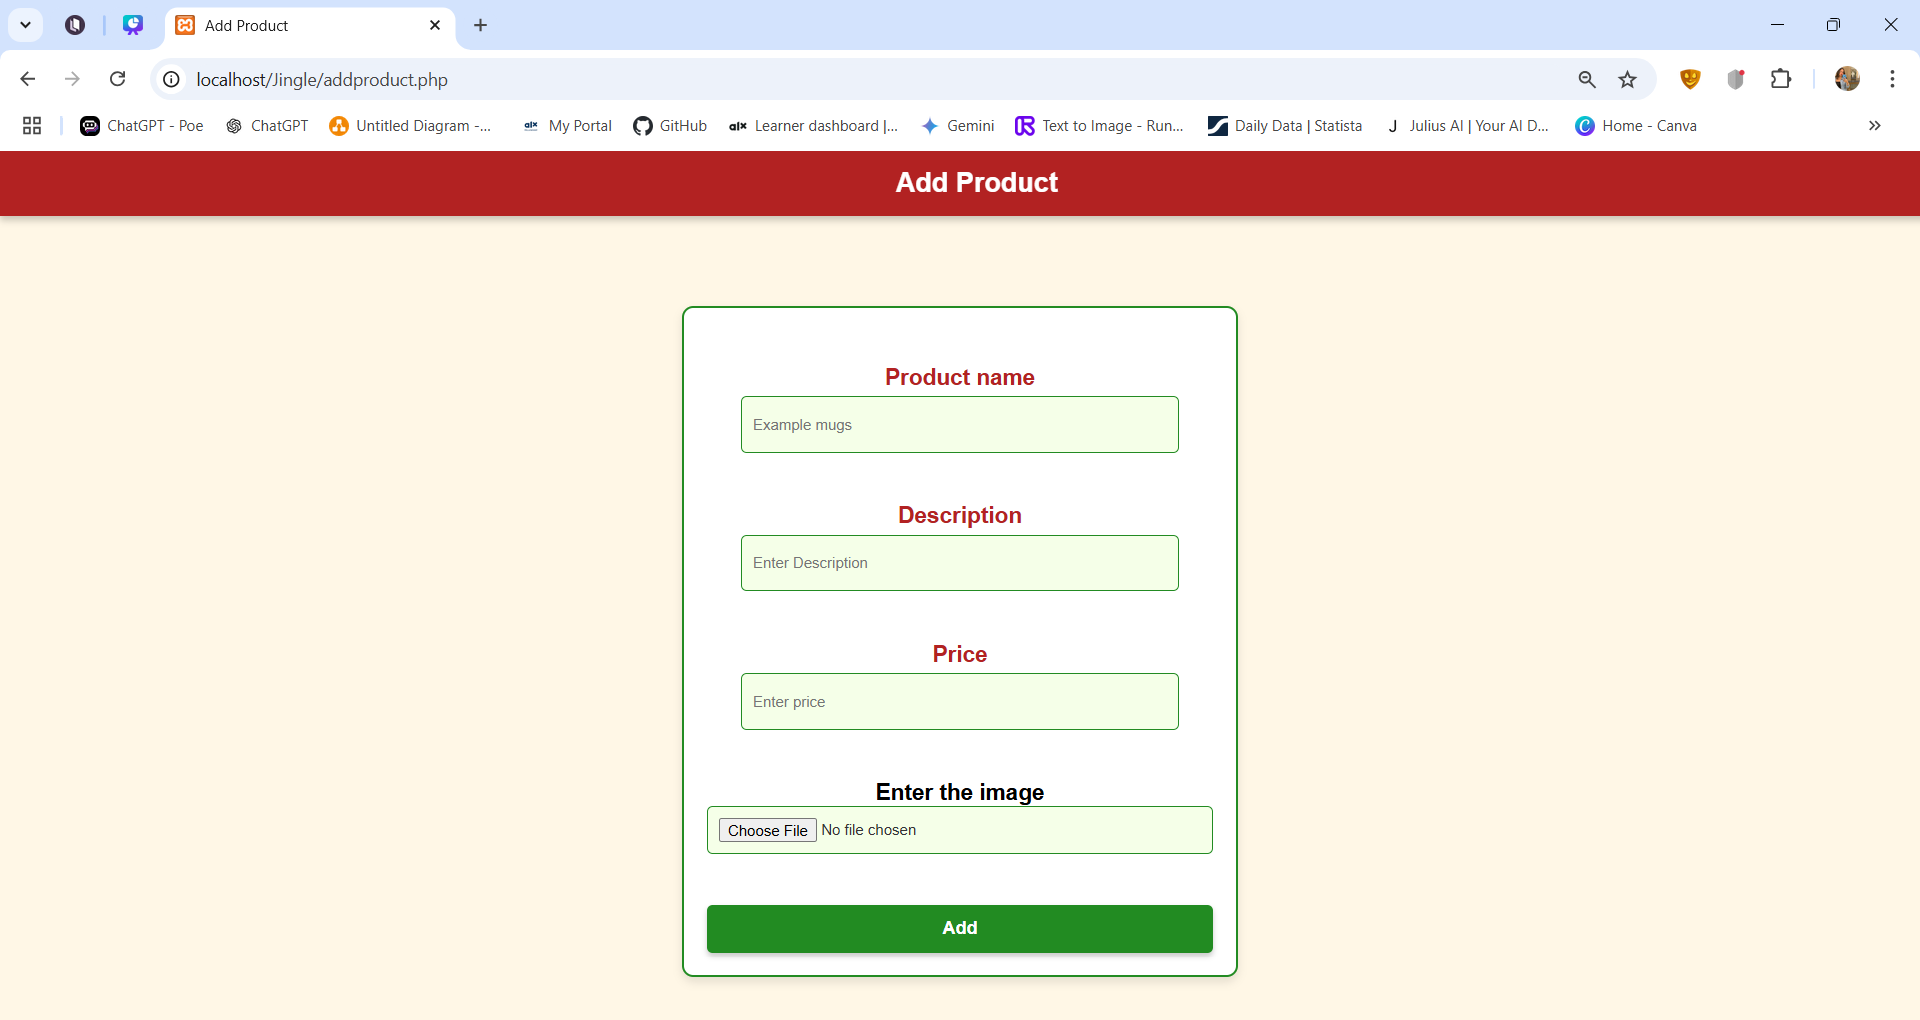 Add Product
localhost/Jingle/addproduct.php
ChatGPT - Poe ChatGPT Untitled Diagram -... alx My Portal GitHub alx Learner dashboard |... Gemini Text to Image - Run... Daily Data | Statista J Julius AI | Your AI D... C Home - Canva
Add Product
Product name
Example mugs
Description
Enter Description
Price
Enter price
Enter the image
Choose File No file chosen
Add